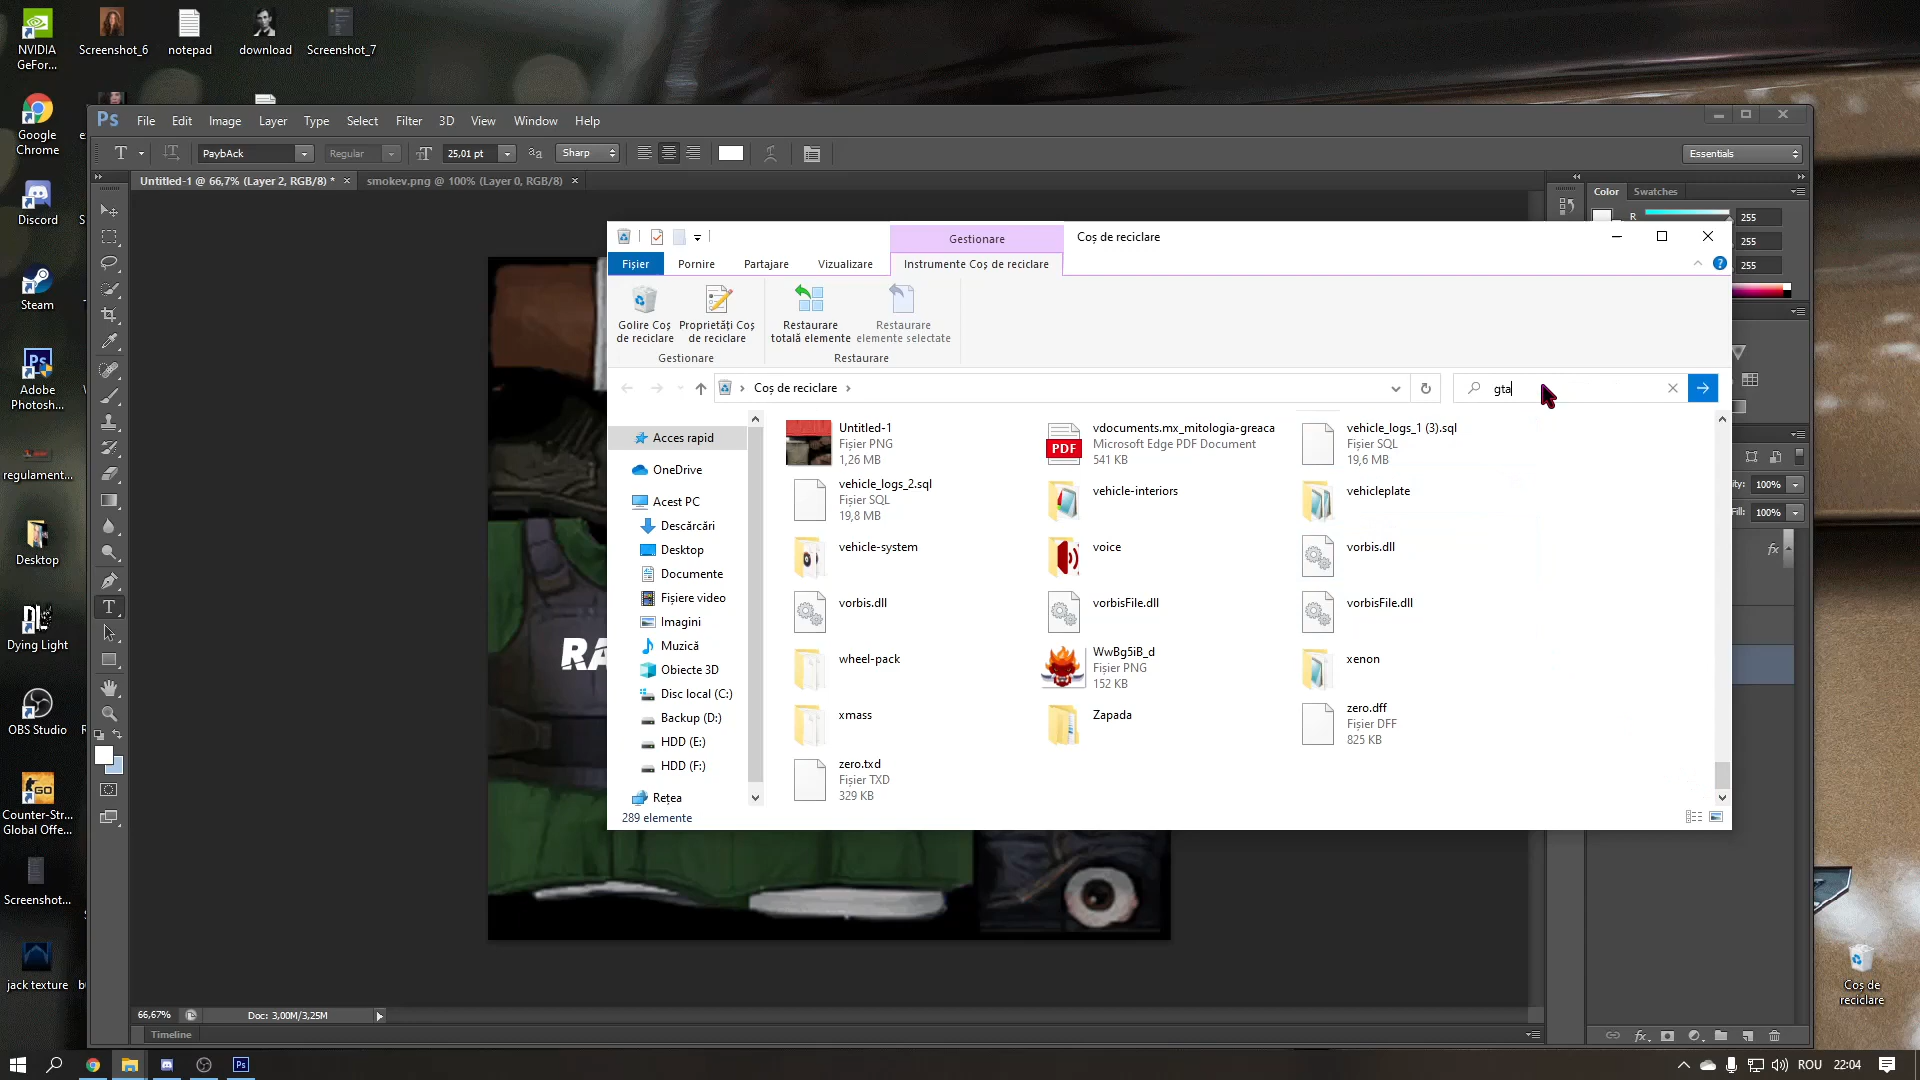 NVIDIA
GeFor...
Screenshot_6
notepad
download
Screenshot_7
Google
Chrome
Discord
Steam
Adobe
Photosh...
regulament...
Desktop
Dying Light
OBS Studio
Counter-Str...
Global Offe...
Screenshot...
jack texture
Ps
File
Edit
Image
Layer
Type
Select
Filter
3D
View
Window
Help
T
PaybAck
Regular
25,01 pt
Sharp
Essentials
Untitled-1 @ 66,7% (Layer 2, RGB/8) *
smokev.png @ 100% (Layer 0, RGB/8)
Color
Swatches
R
255
255
255
100%
Fill:
100%
fx
RA
Gestionare
Coș de reciclare
Fișier
Pornire
Partajare
Vizualizare
Instrumente Coș de reciclare
Golire Coș
de reciclare
Proprietăți Coș
de reciclare
Restaurare
totală elemente
Restaurare
elemente selectate
Gestionare
Restaurare
Coș de reciclare
gta
Acces rapid
OneDrive
Acest PC
Descărcări
Desktop
Documente
Fișiere video
Imagini
Muzică
Obiecte 3D
Disc local (C:)
Backup (D:)
HDD (E:)
HDD (F:)
Rețea
Untitled-1
Fișier PNG
1,26 MB
PDF
vdocuments.mx_mitologia-greaca
Microsoft Edge PDF Document
541 KB
vehicle_logs_1 (3).sql
Fișier SQL
19,6 MB
vehicle_logs_2.sql
Fișier SQL
19,8 MB
vehicle-interiors
vehicleplate
vehicle-system
voice
vorbis.dll
vorbis.dll
vorbisFile.dll
vorbisFile.dll
wheel-pack
WwBg5iB_d
Fișier PNG
152 KB
xenon
xmass
Zapada
zero.dff
Fișier DFF
825 KB
zero.txd
Fișier TXD
329 KB
289 elemente
66,67%
Doc: 3,00M/3,25M
Timeline
Coș de
reciclare
ROU
22:04